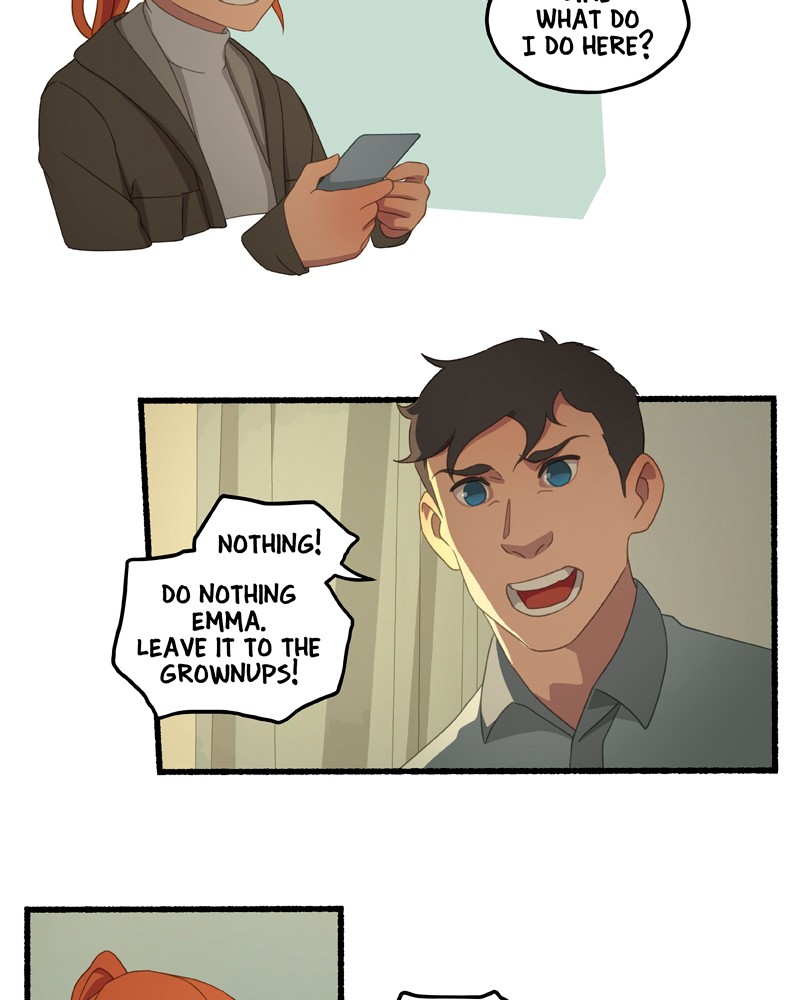 WHAT DO
I DO HERE?
NOTHING!
DO NOTHING
EMMA.
LEAVE IT TO THE
GROWNUPS!